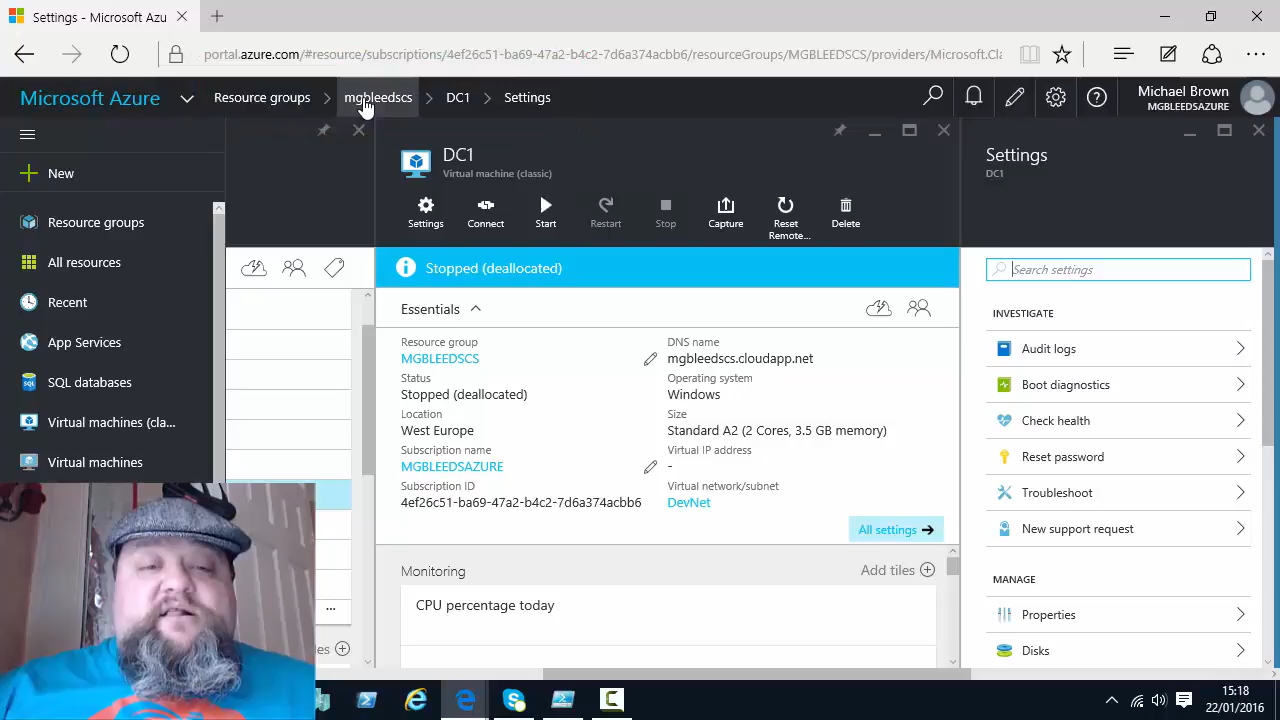 Settings - Microsoft Azu
portal.azure.com/#resource/subscriptions/4ef26c51-ba69-47a2-b4c2-7d6a374acbb6/resourceGroups/MGBLEEDSCS/providers/Microsoft.Cla
Microsoft Azure
Resource groups
mgbleedscs
DC1
Settings
Michael Brown
MGBLEEDSAZURE
New
Resource groups
All resources
Recent
App Services
SQL databases
Virtual machines (cla...
Virtual machines
DC1
Virtual machine (classic)
Settings
Connect
Start
Restart
Stop
Capture
Reset
Remote...
Delete
Stopped (deallocated)
Essentials
Resource group
MGBLEEDSCS
Status
Stopped (deallocated)
Location
West Europe
Subscription name
MGBLEEDSAZURE
Subscription ID
4ef26c51-ba69-47a2-b4c2-7d6a374acbb6
DNS name
mgbleedscs.cloudapp.net
Operating system
Windows
Size
Standard A2 (2 Cores, 3.5 GB memory)
Virtual IP address
-
Virtual network/subnet
DevNet
All settings
Monitoring
Add tiles
CPU percentage today
Settings
DC1
Search settings
INVESTIGATE
Audit logs
Boot diagnostics
Check health
Reset password
Troubleshoot
New support request
MANAGE
Properties
Disks
15:18
22/01/2016